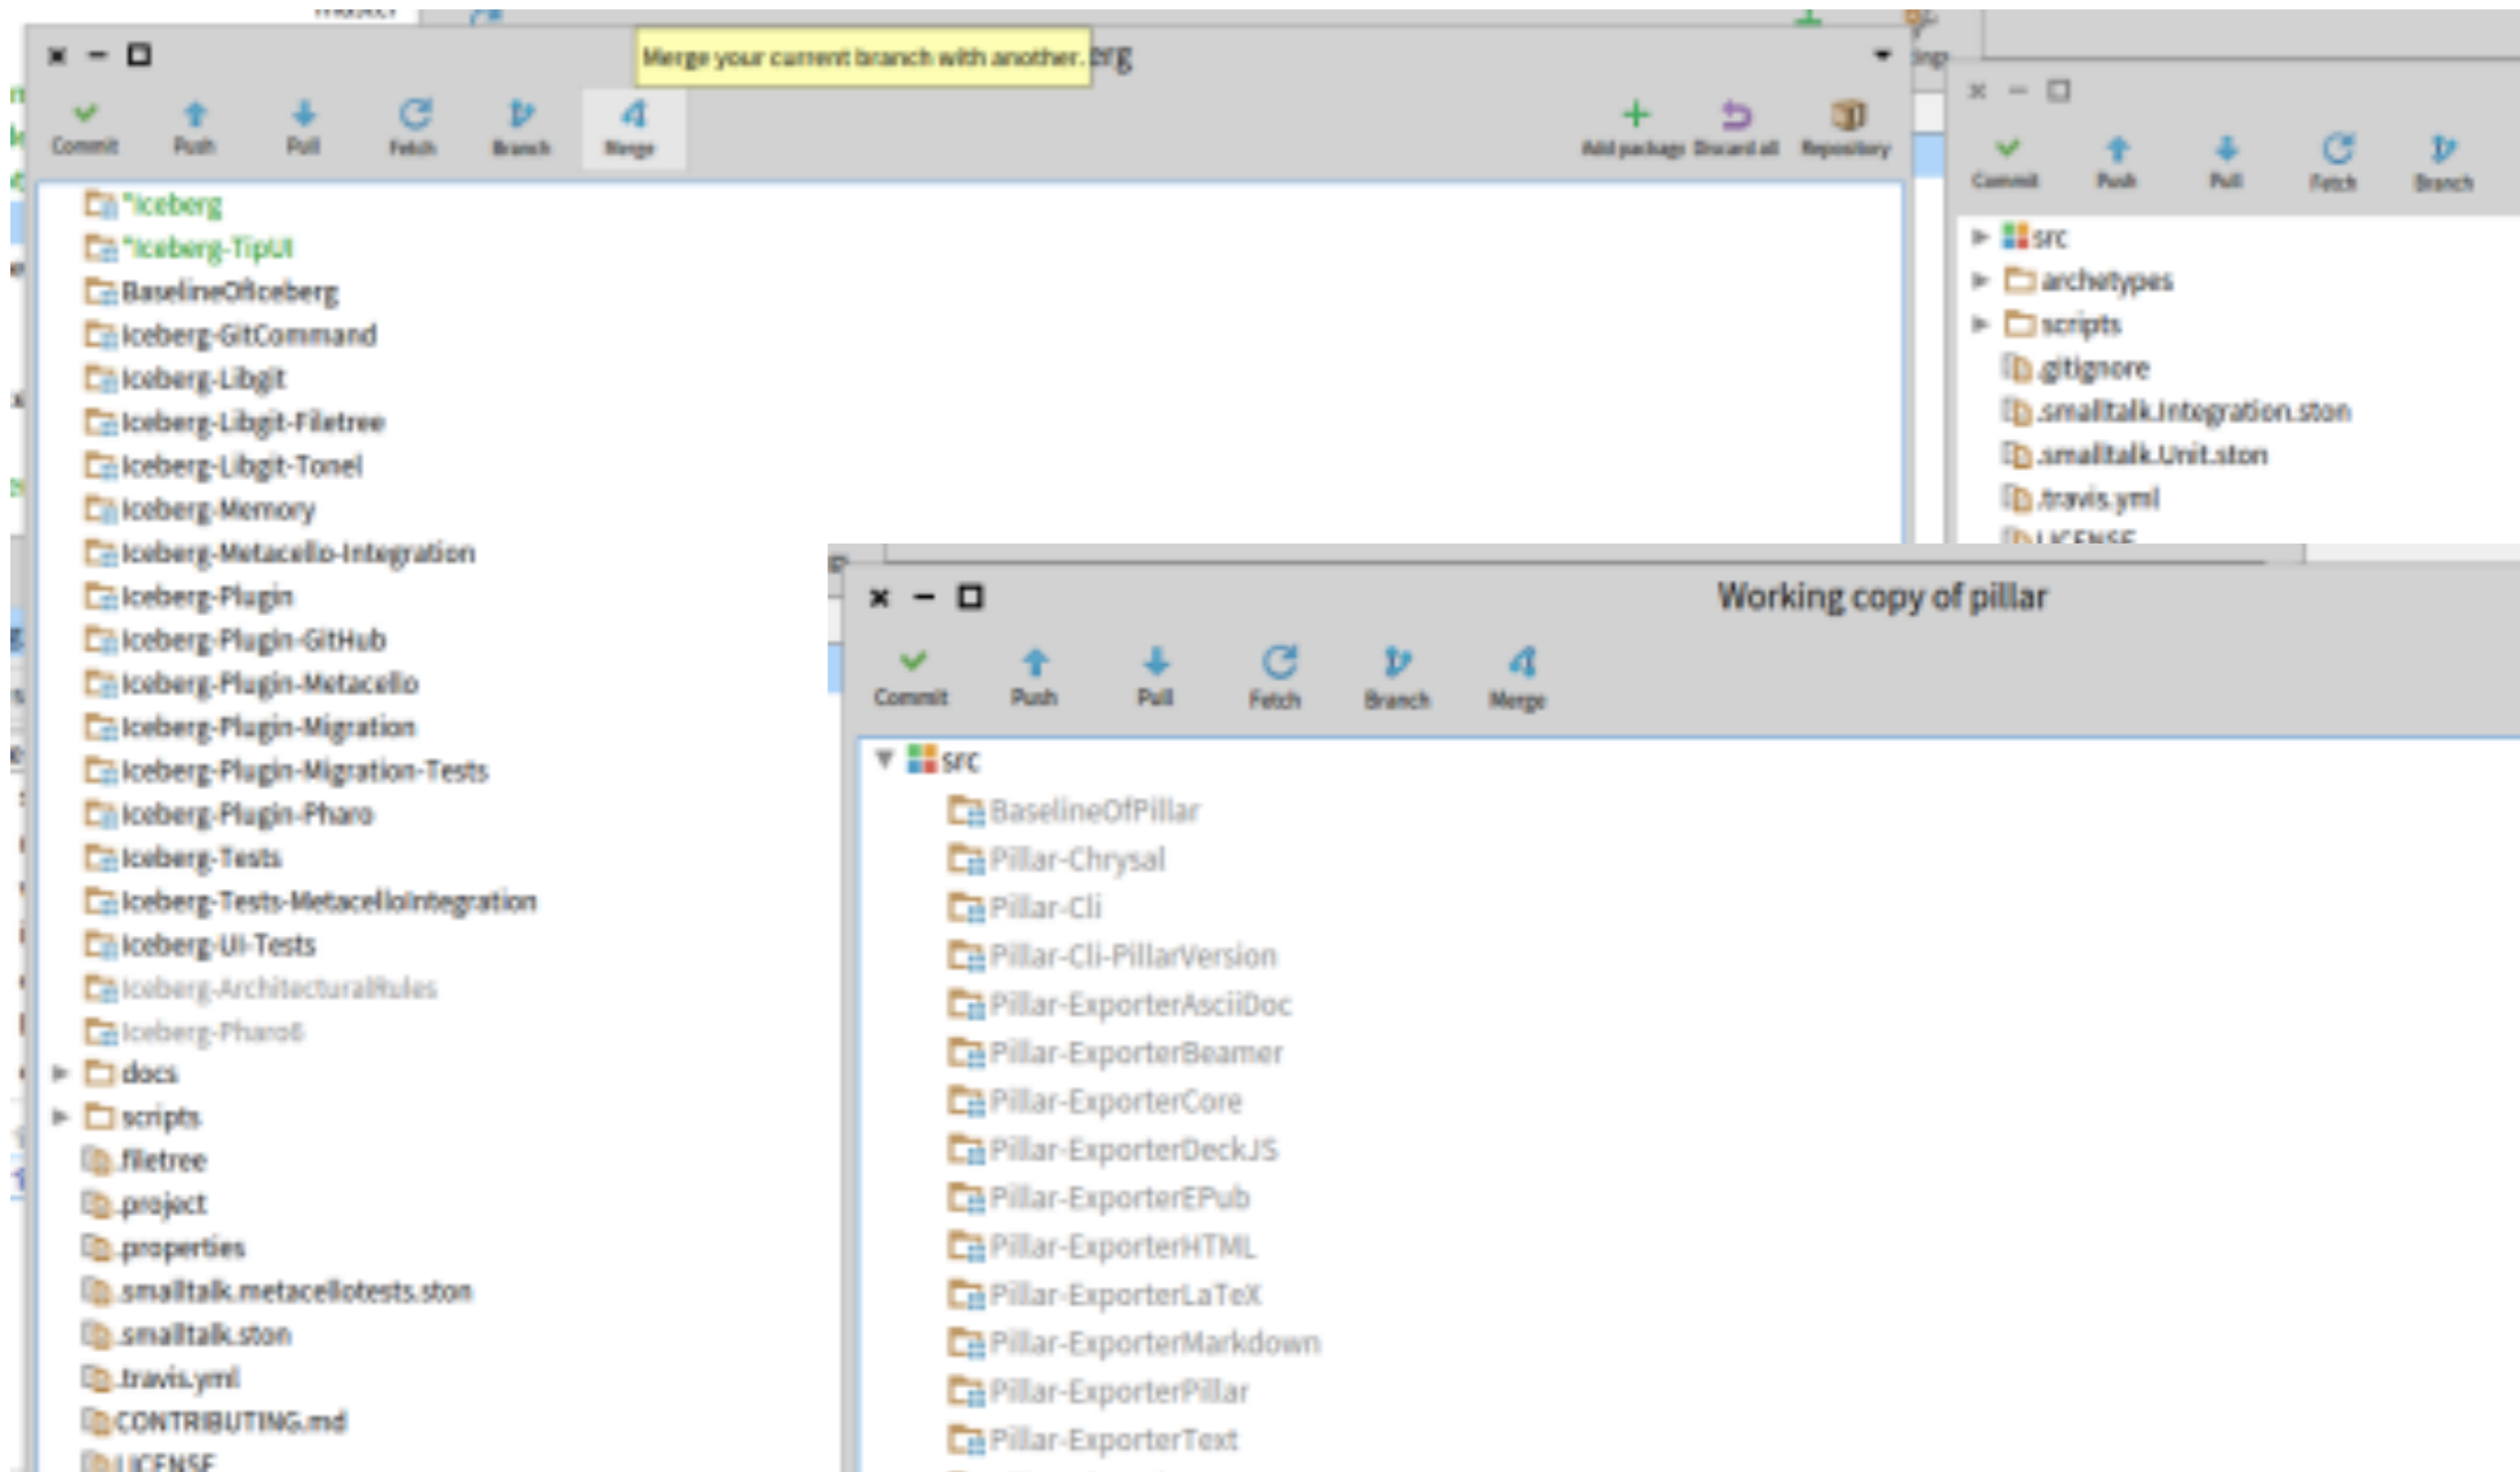 Merge your current branch with another.
Commit Push Pull Fetch Branch Merge Add package Discard all Repository
*Iceberg
*Iceberg-TipUI
BaselineOfIceberg
Iceberg-GitCommand
Iceberg-Libgit
Iceberg-Libgit-Filetree
Iceberg-Libgit-Tonel
Iceberg-Memory
Iceberg-Metacello-Integration
Iceberg-Plugin
Iceberg-Plugin-GitHub
Iceberg-Plugin-Metacello
Iceberg-Plugin-Migration
Iceberg-Plugin-Migration-Tests
Iceberg-Plugin-Pharo
Iceberg-Tests
Iceberg-Tests-MetacelloIntegration
Iceberg-UI-Tests
Iceberg-ArchitecturalRules
Iceberg-Pharo6
docs
scripts
.filetree
.project
.properties
.smalltalk.metacellotests.ston
.smalltalk.ston
.travis.yml
CONTRIBUTING.md
LICENSE
Commit Push Pull Fetch Branch
src
archetypes
scripts
.gitignore
.smalltalk.Integration.ston
.smalltalk.Unit.ston
.travis.yml
LICENSE
Working copy of pillar
Commit Push Pull Fetch Branch Merge
src
BaselineOfPillar
Pillar-Chrysal
Pillar-Cli
Pillar-Cli-PillarVersion
Pillar-ExporterAsciiDoc
Pillar-ExporterBeamer
Pillar-ExporterCore
Pillar-ExporterDeckJS
Pillar-ExporterEPub
Pillar-ExporterHTML
Pillar-ExporterLaTeX
Pillar-ExporterMarkdown
Pillar-ExporterPillar
Pillar-ExporterText